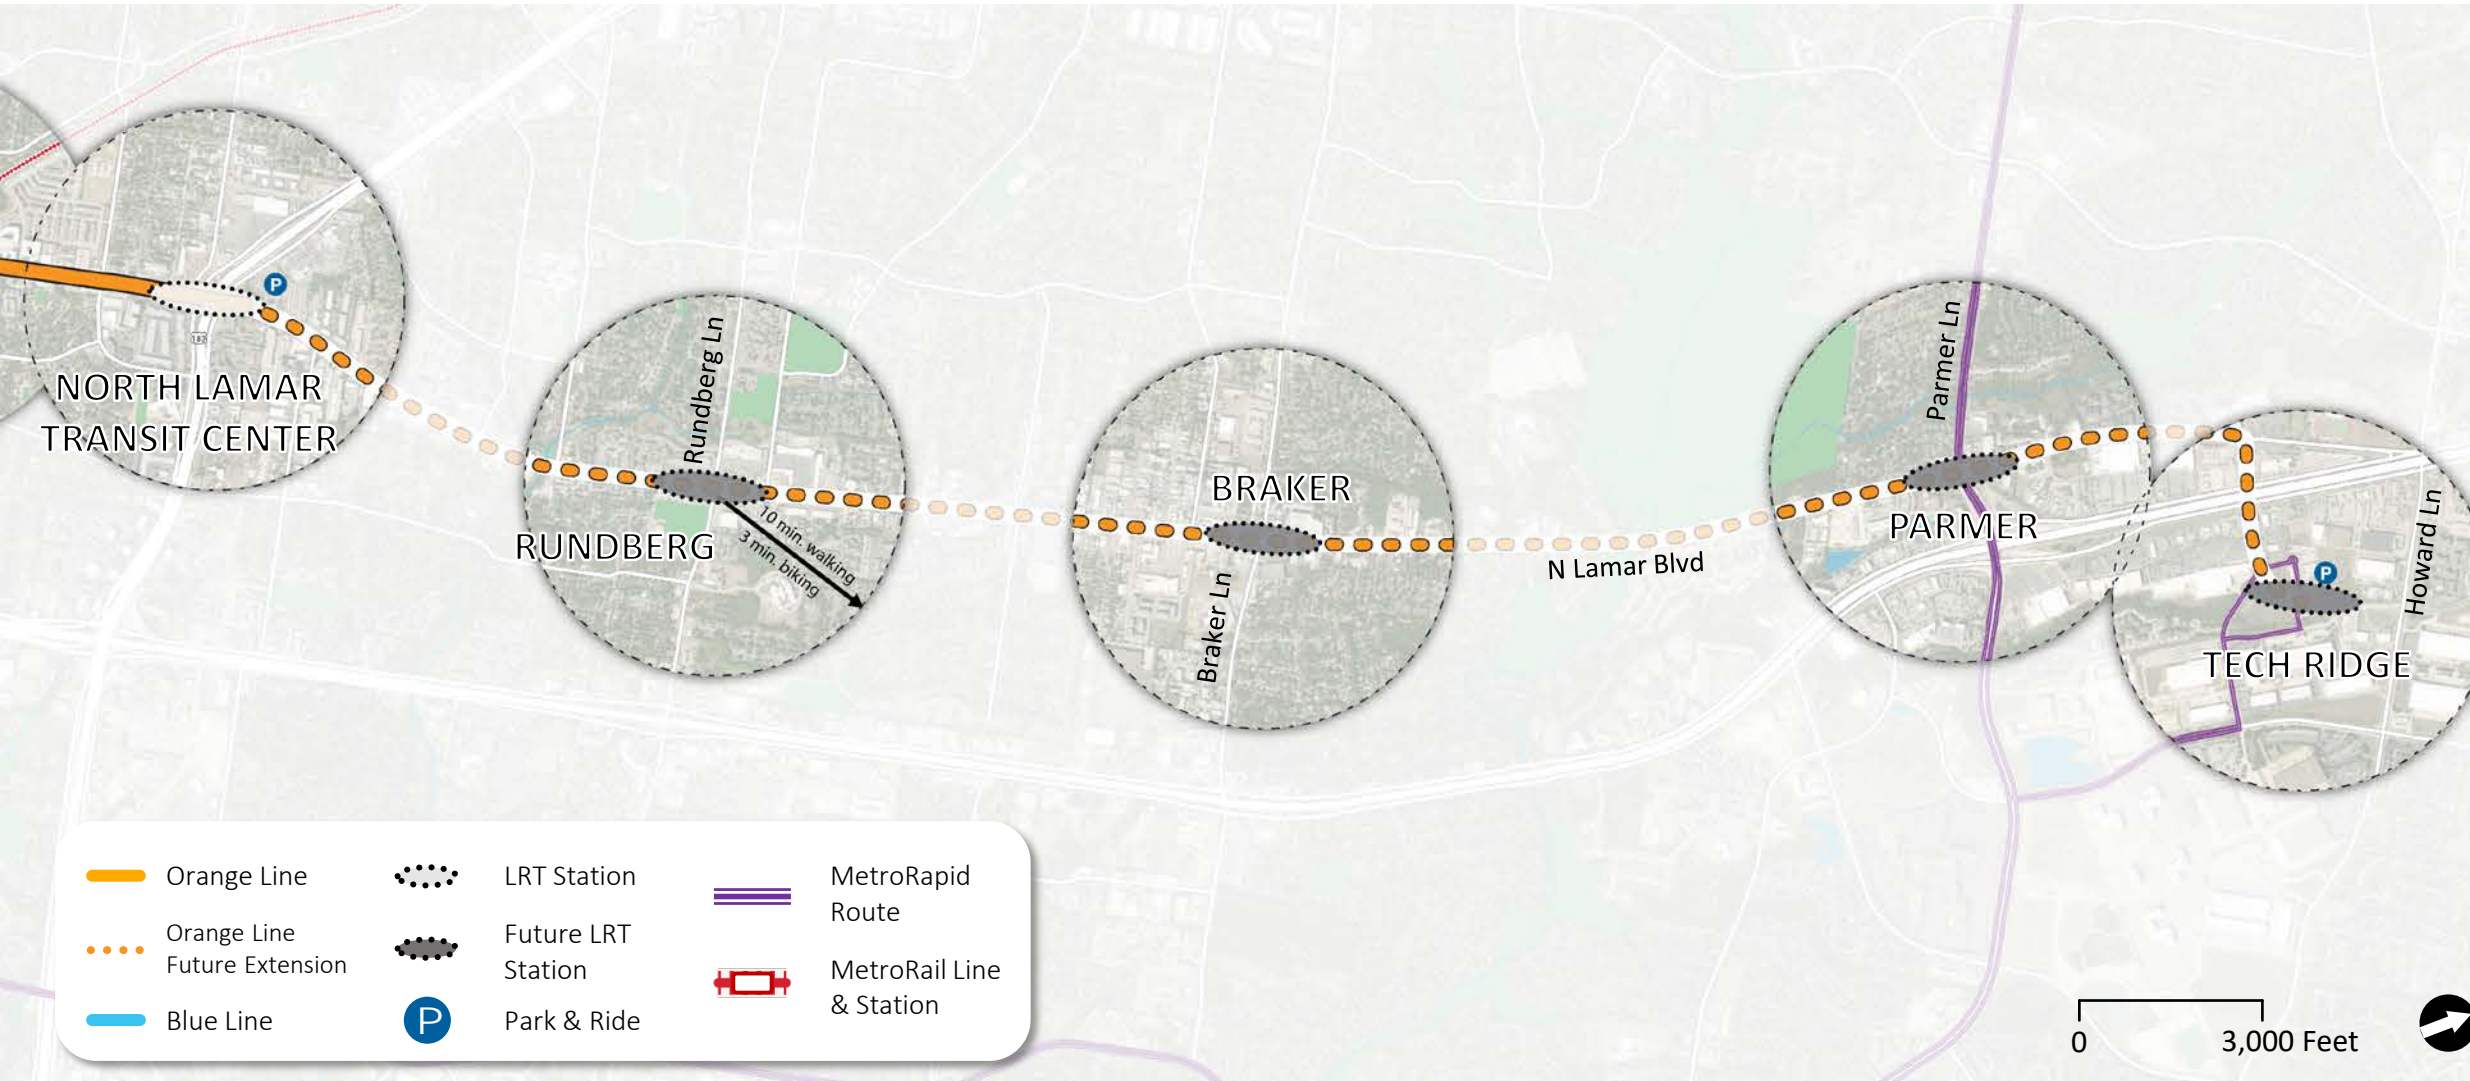 P
183
NORTH LAMAR
TRANSIT CENTER
Rundberg Ln
RUNDBERG
10 min. walking
3 min. biking
BRAKER
Braker Ln
N Lamar Blvd
Parmer Ln
PARMER
P
Howard Ln
TECH RIDGE
Orange Line
Orange Line
Future Extension
Blue Line
LRT Station
Future LRT
Station
P
Park & Ride
MetroRapid
Route
MetroRail Line
& Station
0
3,000 Feet